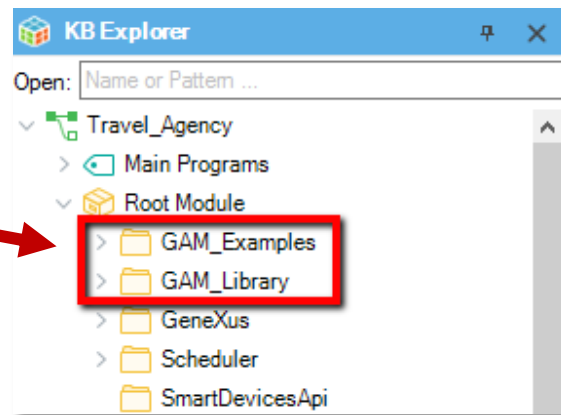 KB Explorer
Open: Name or Pattern ...
Travel_Agency
Main Programs
Root Module
GAM_Examples
GAM_Library
GeneXus
Scheduler
SmartDevicesApi